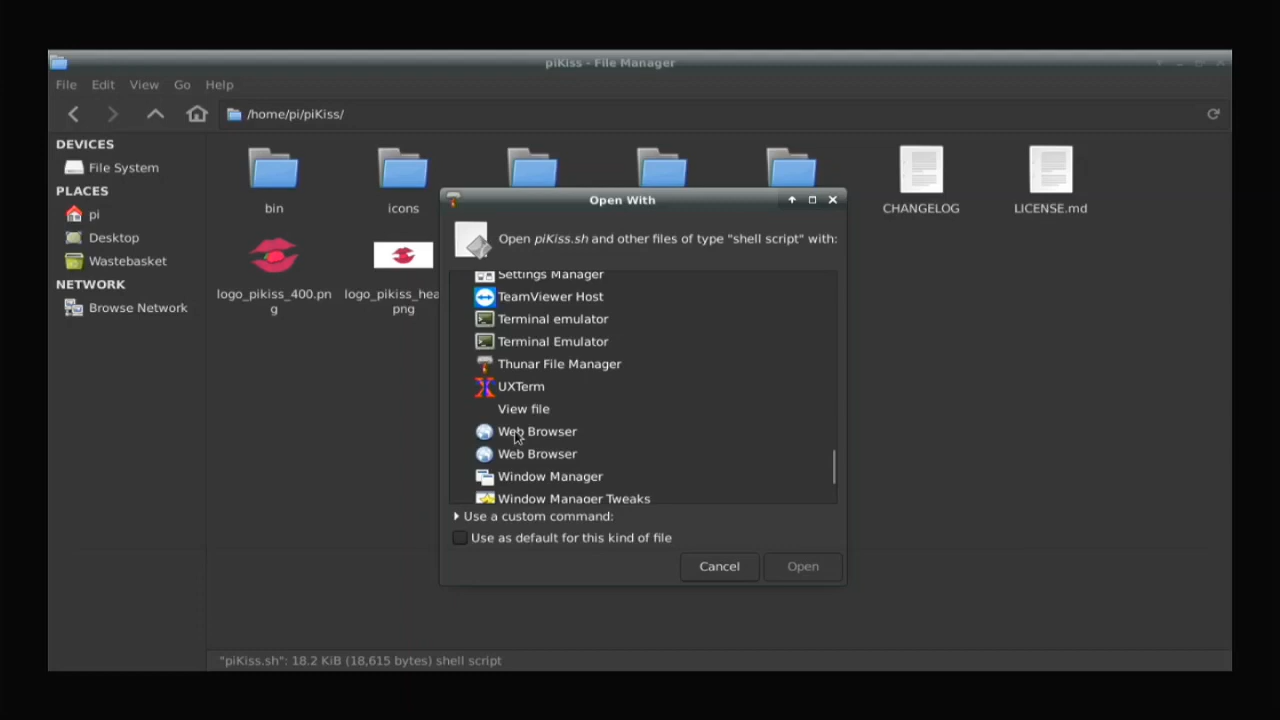 piKiss - File Manager
File Edit View Go Help
/home/pi/piKiss/
DEVICES
File System
PLACES
pi
Desktop
Wastebasket
NETWORK
Browse Network
bin
icons
CHANGELOG
LICENSE.md
logo_pikiss_400.pn
g
logo_pikiss_hea
png
Open With
Open piKiss.sh and other files of type "shell script" with:
Settings Manager
TeamViewer Host
Terminal emulator
Terminal Emulator
Thunar File Manager
UXTerm
View file
Web Browser
Web Browser
Window Manager
Window Manager Tweaks
Use a custom command:
Use as default for this kind of file
Cancel
Open
"piKiss.sh": 18.2 KiB (18,615 bytes) shell script